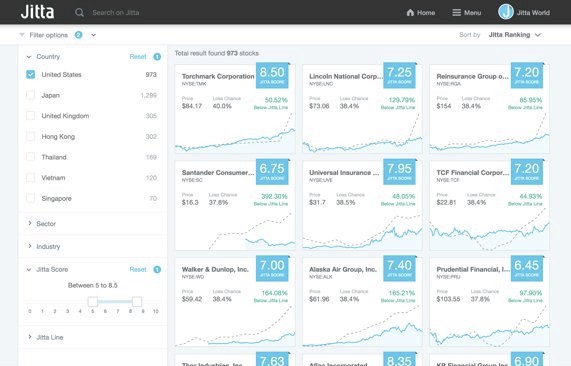 Jitta
Search on Jitta
Home
Menu
Jitta World
Filter options 2
Sort by Jitta Ranking
Country Reset 1
United States 973
Japan 1,298
United Kingdom 305
Hong Kong 302
Thailand 169
Vietnam 120
Singapore 70
Sector
Industry
Jitta Score Reset 1
Between 5 to 8.5
0 1 2 3 4 5 6 7 8 9 10
Jitta Line
Total result found 973 stocks
Torchmark Corporation
NYSE:TMK
8.50
JITTA SCORE
Price Loss Chance
$84.17 40.0%
50.52%
Below Jitta Line
Lincoln National Corp...
NYSE:LNC
7.25
JITTA SCORE
Price Loss Chance
$73.06 38.4%
129.79%
Below Jitta Line
Reinsurance Group o...
NYSE:RGA
7.20
JITTA SCORE
Price Loss Chance
$154 38.4%
85.95%
Below Jitta Line
Santander Consumer...
NYSE:SC
6.75
JITTA SCORE
Price Loss Chance
$16.3 37.8%
392.30%
Below Jitta Line
Universal Insurance ...
NYSE:UVE
7.95
JITTA SCORE
Price Loss Chance
$31.7 38.5%
48.05%
Below Jitta Line
TCF Financial Corpor...
NYSE:TCF
7.20
JITTA SCORE
Price Loss Chance
$22.81 38.4%
44.93%
Below Jitta Line
Walker & Dunlop, Inc.
NYSE:WD
7.00
JITTA SCORE
Price Loss Chance
$59.42 38.4%
164.08%
Below Jitta Line
Alaska Air Group, Inc.
NYSE:ALK
7.40
JITTA SCORE
Price Loss Chance
$61.96 38.4%
165.21%
Below Jitta Line
Prudential Financial, I...
NYSE:PRU
6.45
JITTA SCORE
Price Loss Chance
$103.55 37.8%
97.90%
Below Jitta Line
Thor Industries, Inc.
7.63
Aflac Incorporated
8.35
KB Financial Group Inc
6.90